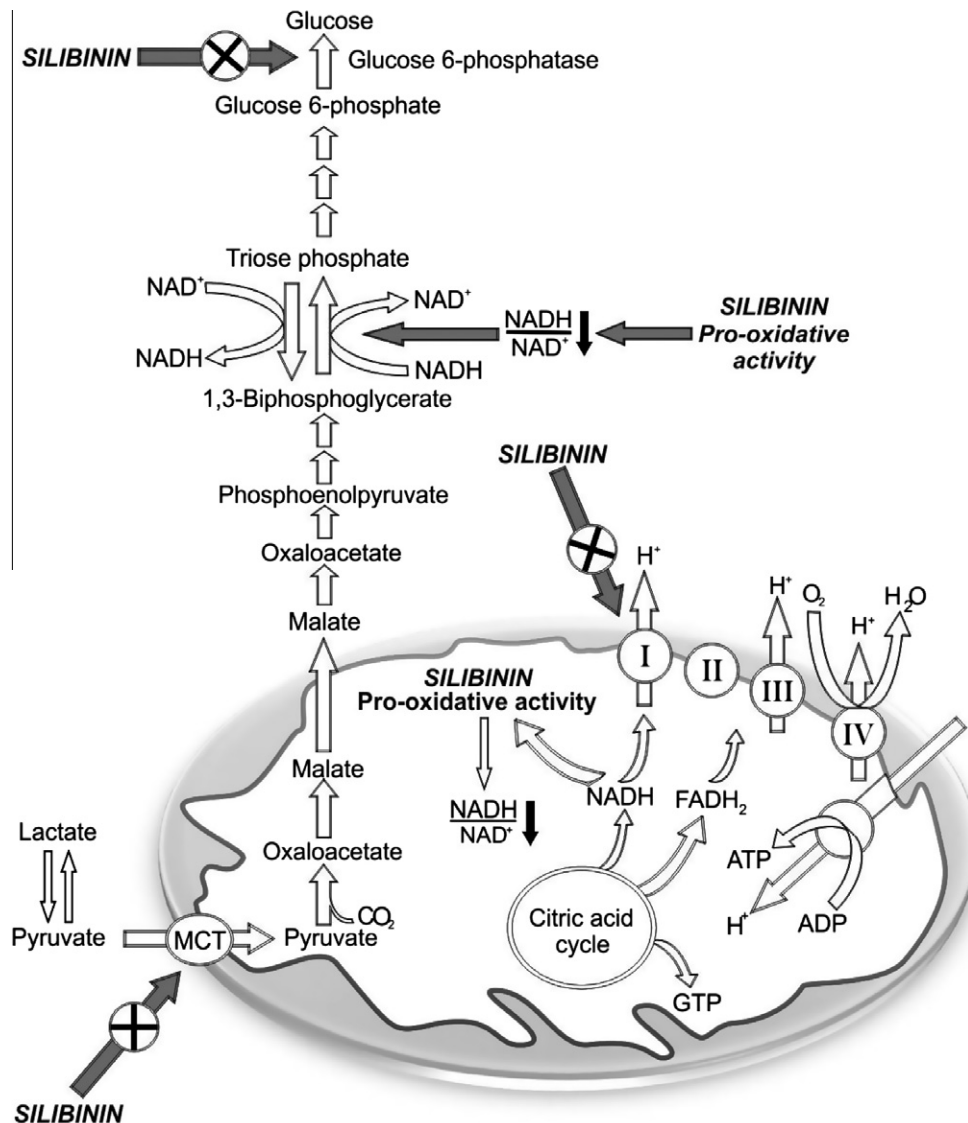 Glucose
SILIBININ
Glucose 6-phosphatase
Glucose 6-phosphate
Triose phosphate
NAD⁺
NAD⁺
NADH
NAD⁺
SILIBININ
Pro-oxidative
activity
NADH
NADH
1,3-Biphosphoglycerate
SILIBININ
Phosphoenolpyruvate
Oxaloacetate
H⁺
H⁺
O₂
H₂O
Malate
H⁺
I
II
III
IV
SILIBININ
Pro-oxidative activity
Malate
NADH
NAD⁺
NADH
FADH₂
Lactate
Oxaloacetate
ATP
CO₂
Pyruvate
MCT
Pyruvate
Citric acid
cycle
H⁺
ADP
GTP
SILIBININ